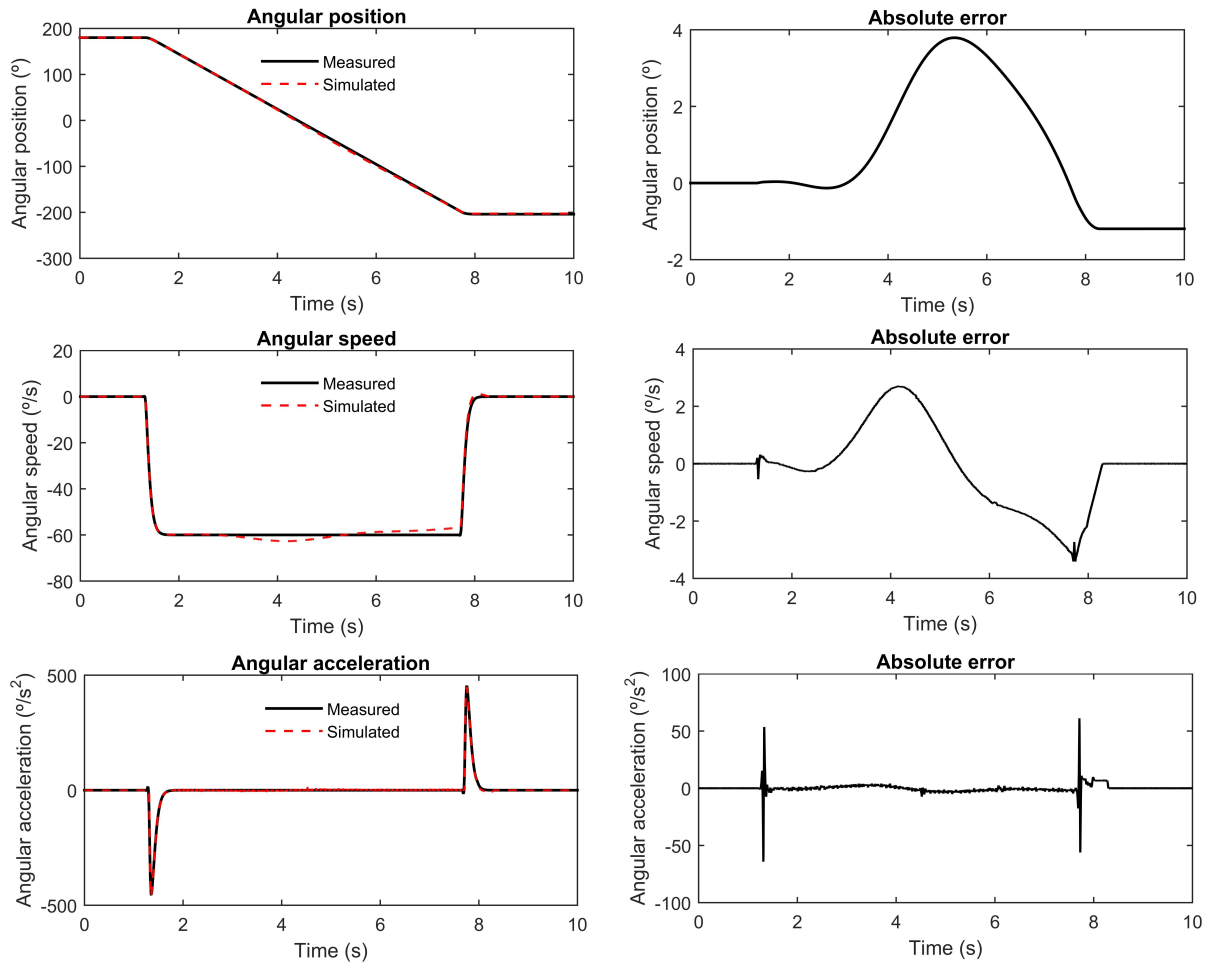 Angular position
200
100
0
-100
-200
-300
Angular position (º)
Measured
Simulated
0 2 4 6 8 10
Time (s)
Absolute error
4
2
0
-2
Angular position (º)
0 2 4 6 8 10
Time (s)
Angular speed
20
0
-20
-40
-60
-80
Angular speed (º/s)
Measured
Simulated
0 2 4 6 8 10
Time (s)
Absolute error
4
2
0
-2
-4
Angular speed (º/s)
0 2 4 6 8 10
Time (s)
Angular acceleration
500
0
-500
Angular acceleration (º/s²)
Measured
Simulated
0 2 4 6 8 10
Time (s)
Absolute error
100
50
0
-50
-100
Angular acceleration (º/s²)
0 2 4 6 8 10
Time (s)